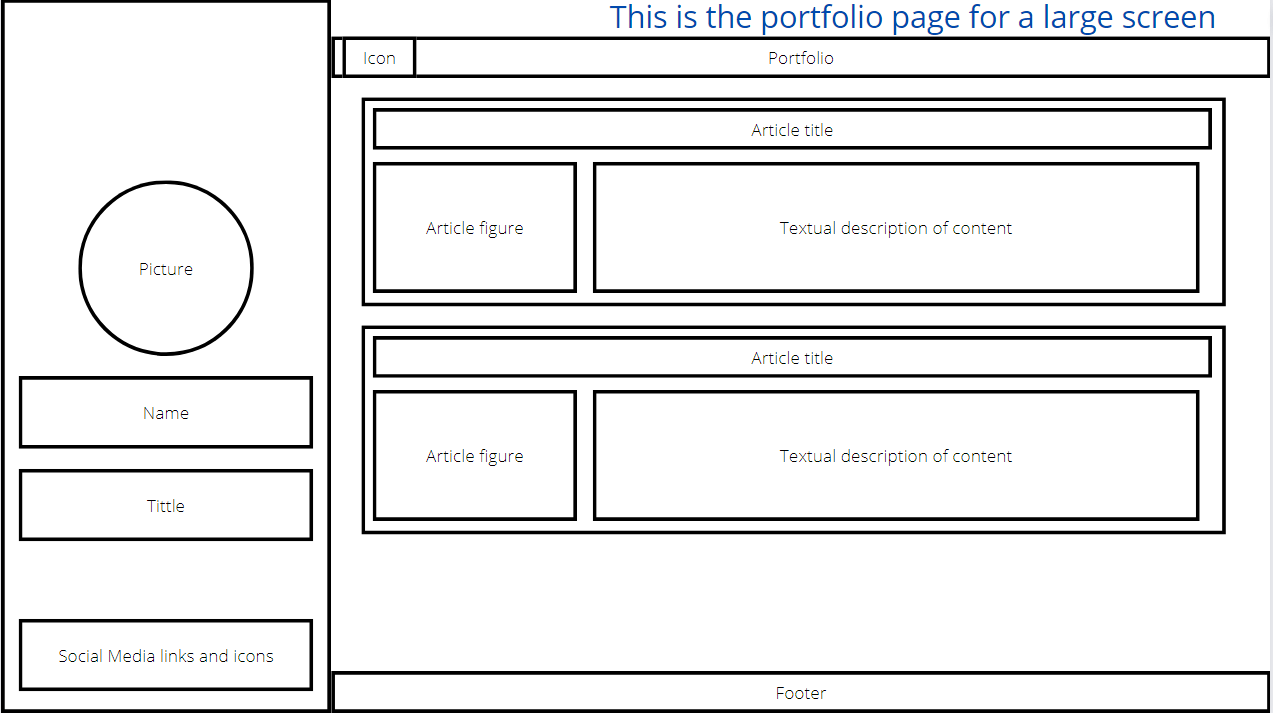 This is the portfolio page for a large screen
Icon
Portfolio
Article title
Article figure
Textual description of content
Article title
Article figure
Textual description of content
Picture
Name
Tittle
Social Media links and icons
Footer